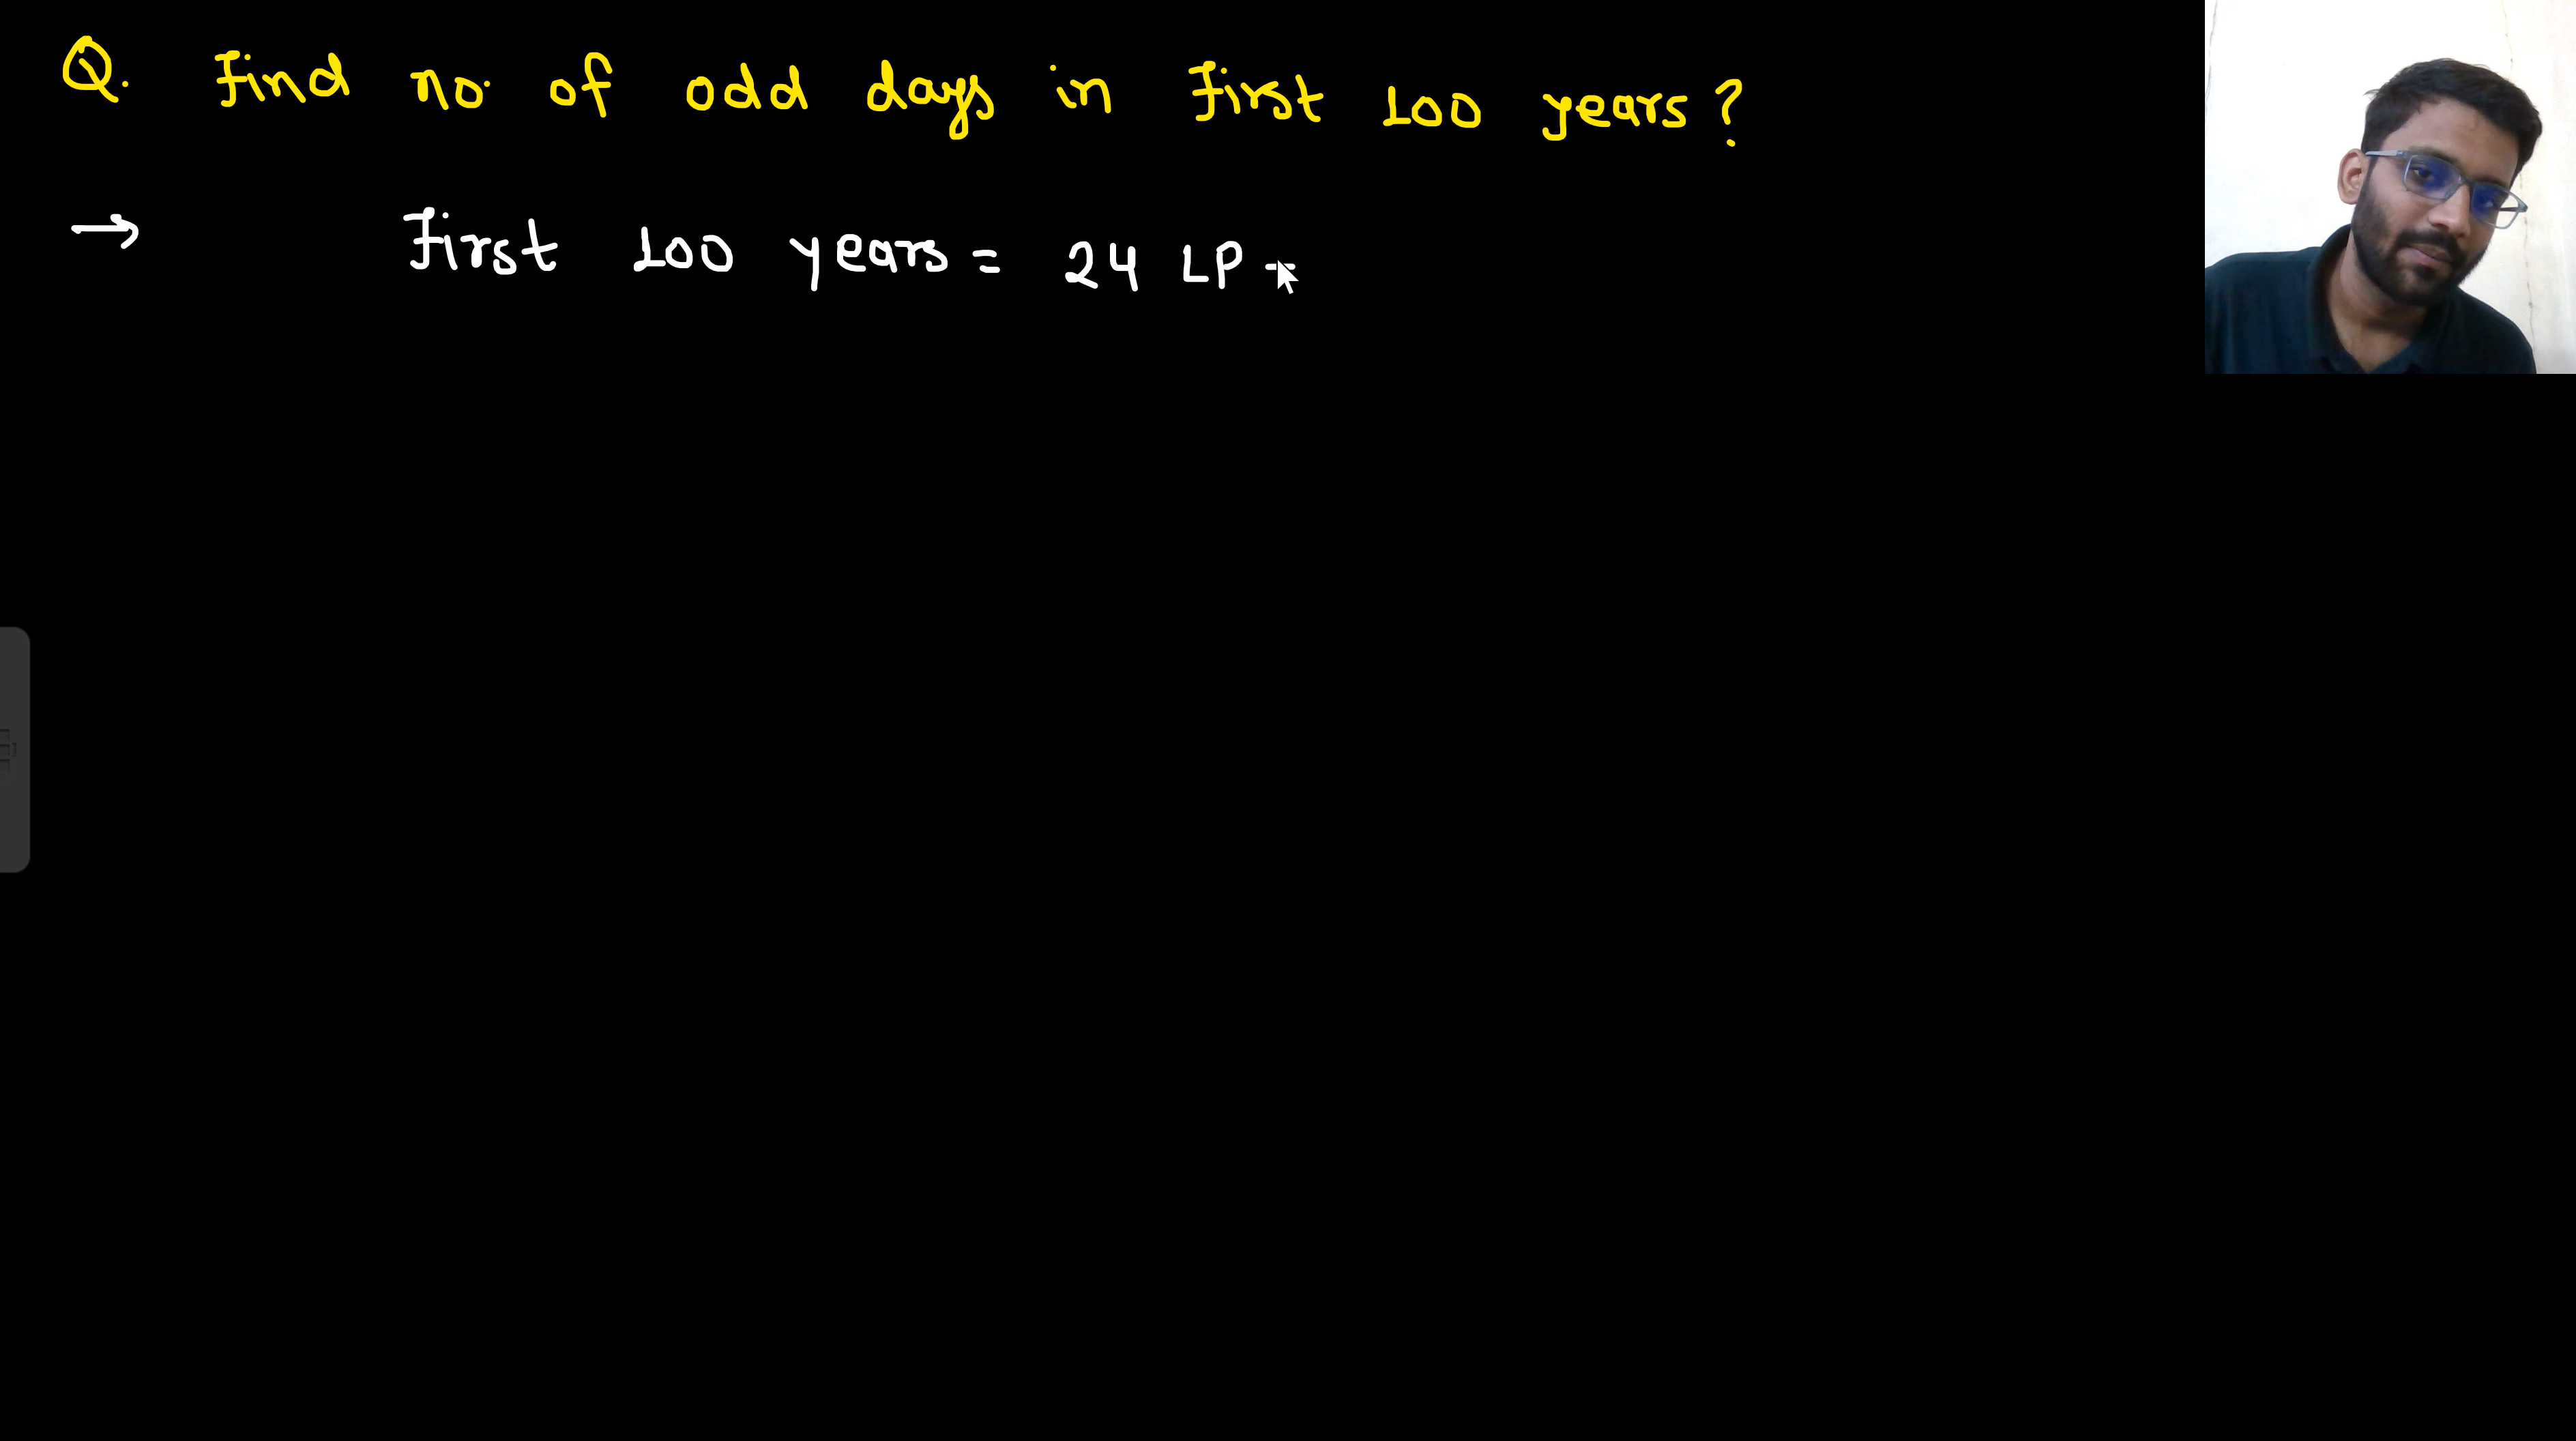 Q. Find no. of odd days in First 100 years?
→ First 100 years = 24 LP +